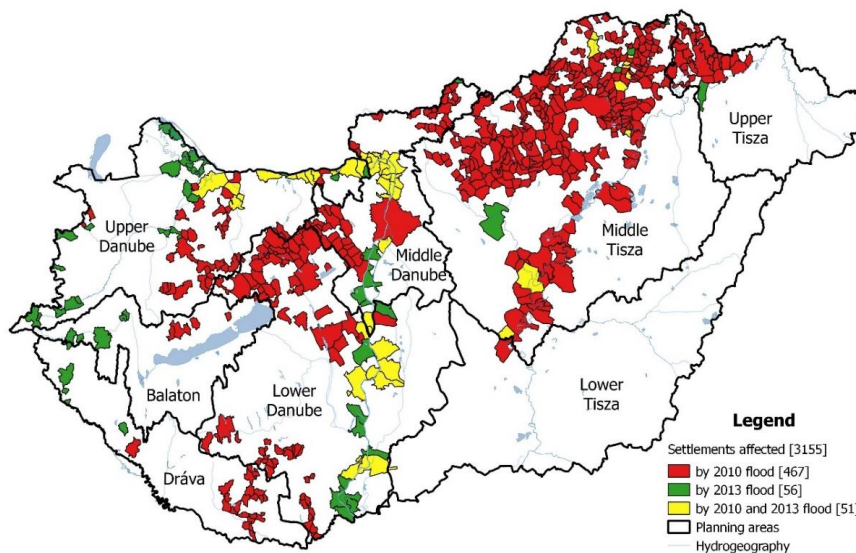 Upper
Tisza
Upper
Danube
Middle
Danube
Middle
Tisza
Balaton
Lower
Danube
Lower
Tisza
Dráva
Legend
Settlements affected [3155]
by 2010 flood [467]
by 2013 flood [56]
by 2010 and 2013 flood [51]
Planning areas
Hydrogeography